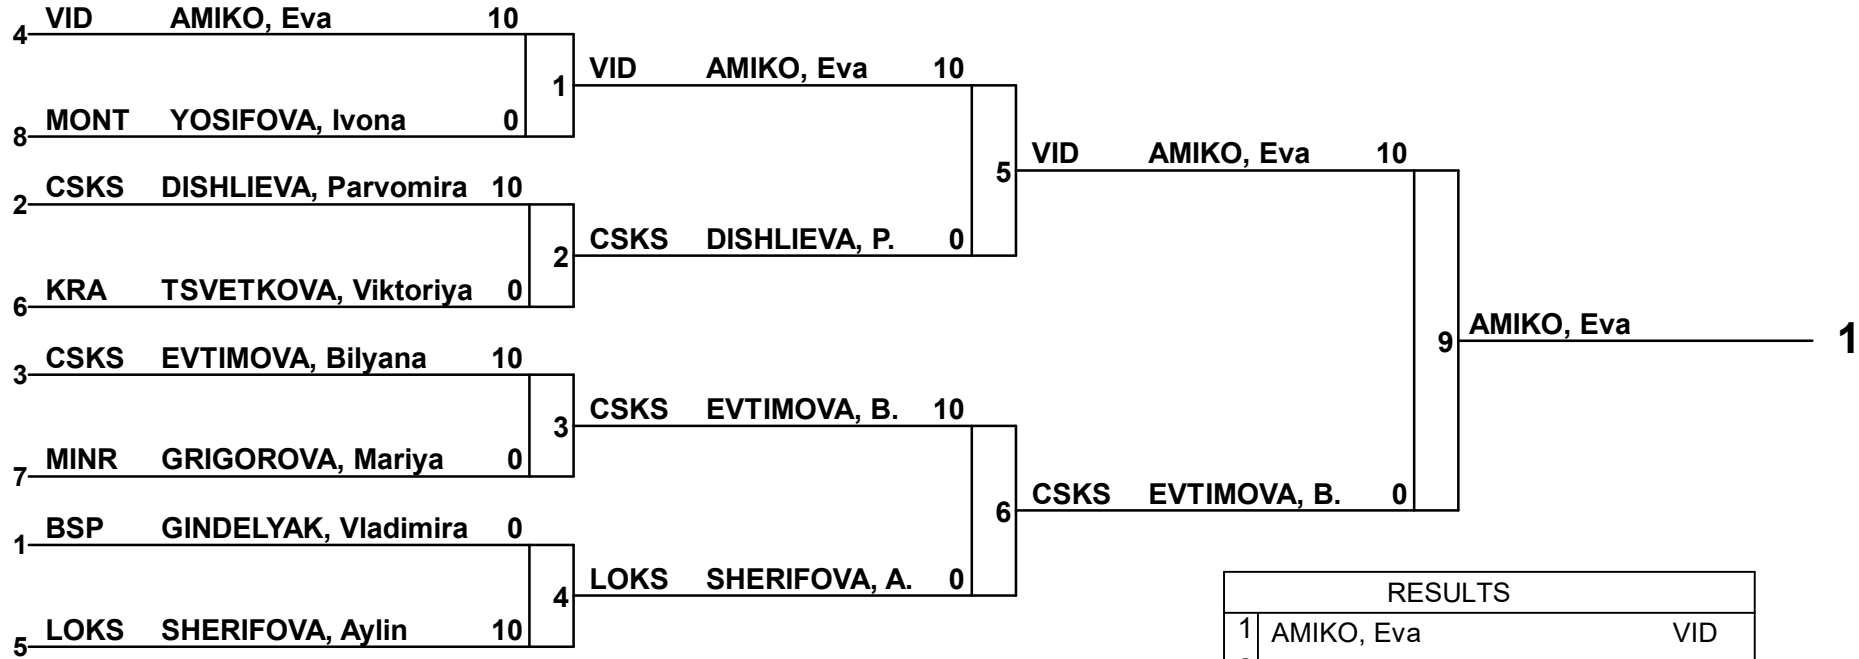 4 VID AMIKO, Eva 10
1 VID AMIKO, Eva 10
8 MONT YOSIFOVA, Ivona 0
5 VID AMIKO, Eva 10
2 CSKS DISHLIEVA, Parvomira 10
2 CSKS DISHLIEVA, P. 0
6 KRA TSVETKOVA, Viktoriya 0
9 AMIKO, Eva 1
3 CSKS EVTIMOVA, Bilyana 10
3 CSKS EVTIMOVA, B. 10
7 MINR GRIGOROVA, Mariya 0
6 CSKS EVTIMOVA, B. 0
1 BSP GINDELYAK, Vladimira 0
4 LOKS SHERIFOVA, A. 0
5 LOKS SHERIFOVA, Aylin 10
RESULTS
1 AMIKO, Eva VID